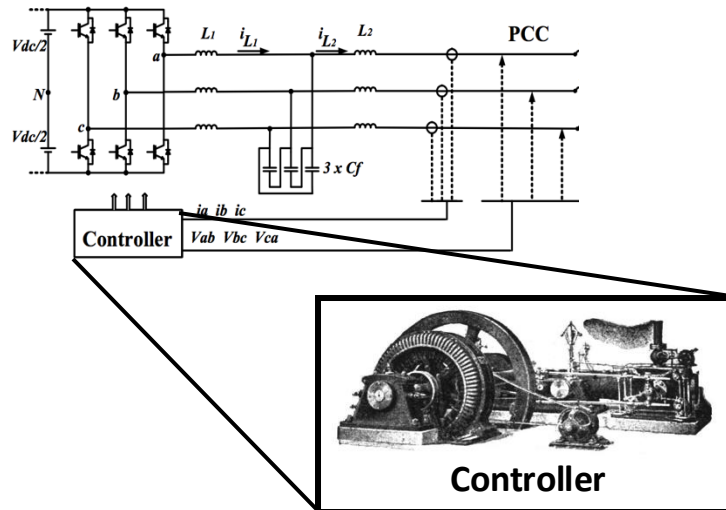 L1 iL1 iL2 L2 PCC
Vdc/2
a
N b
Vdc/2
c
3 x Cf
ia ib ic
Controller
Vab Vbc Vca
Controller